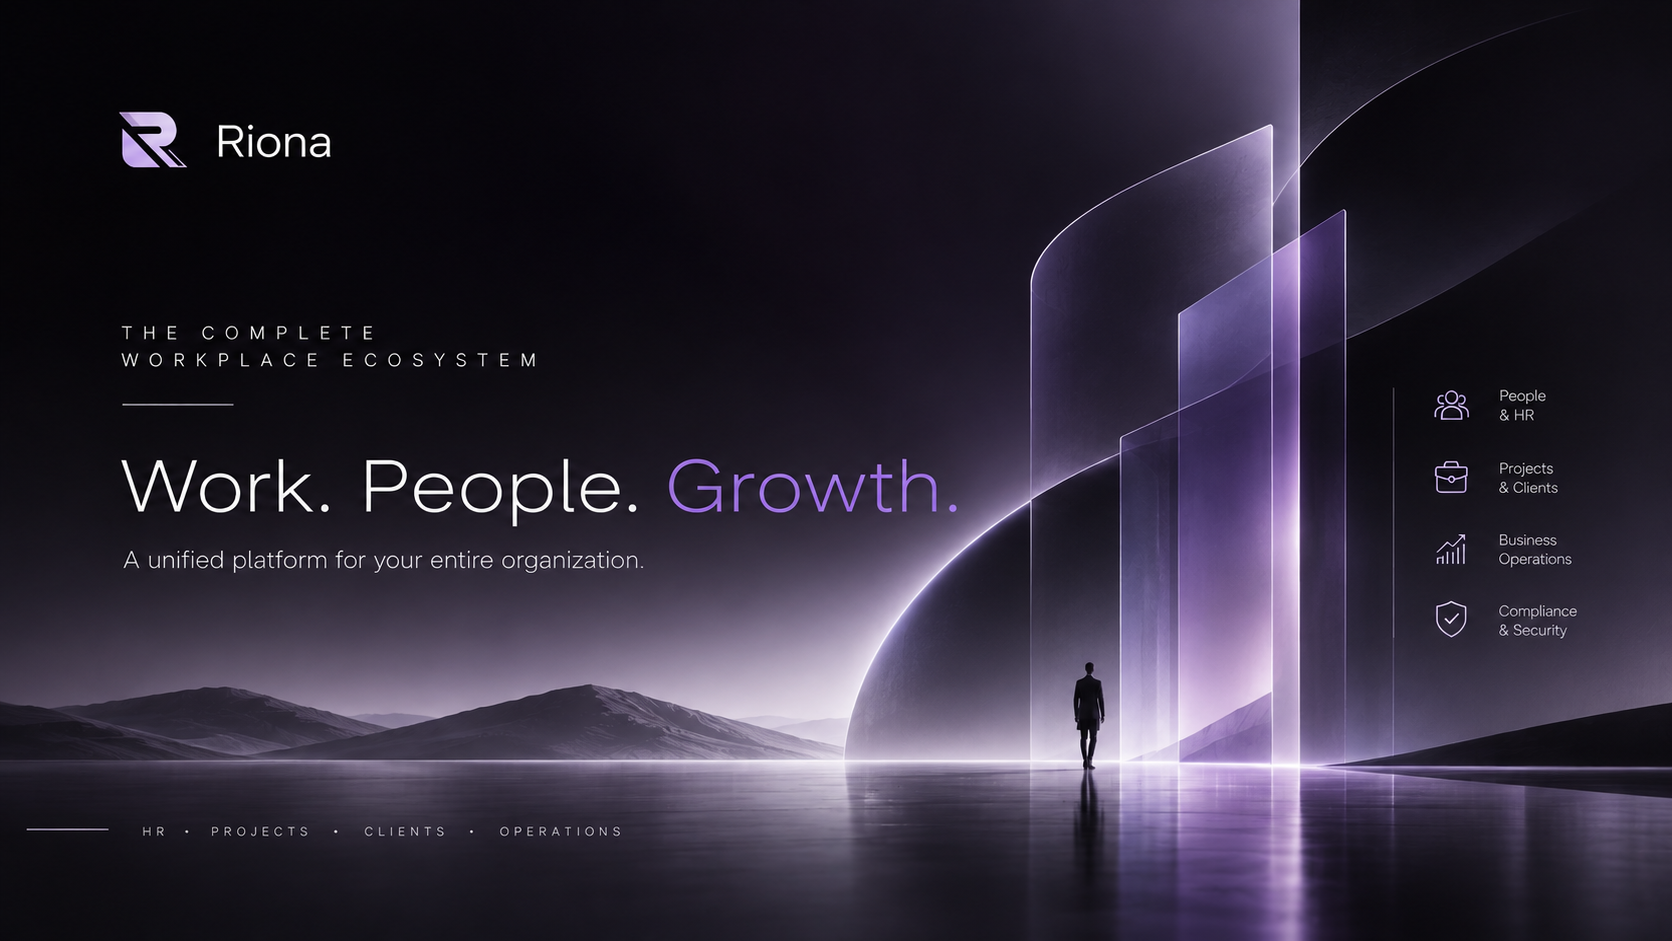 Riona
THE COMPLETE
WORKPLACE ECOSYSTEM
Work. People. Growth.
A unified platform for your entire organization.
People
& HR
Projects
& Clients
Business
Operations
Compliance
& Security
HR • PROJECTS • CLIENTS • OPERATIONS